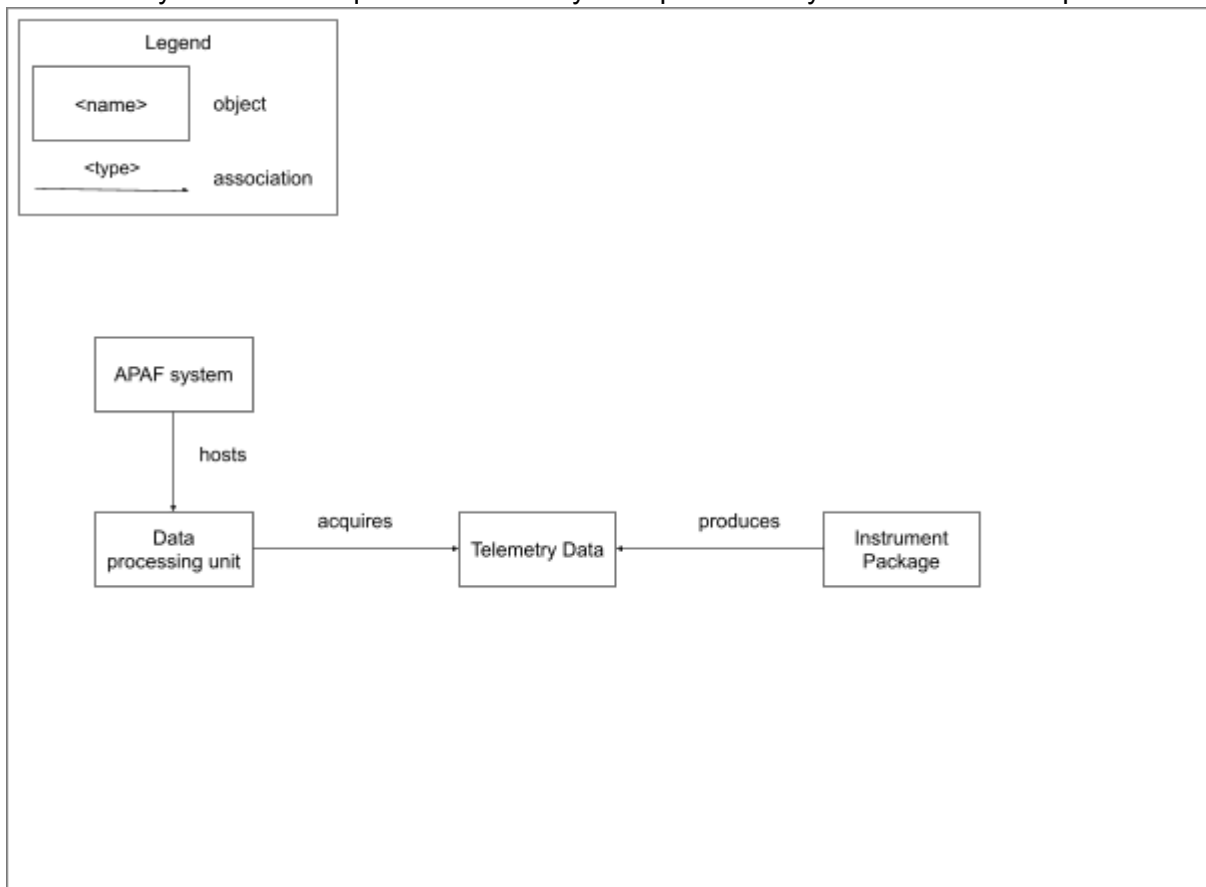 Legend
<name>
object
<type>
association
APAF system
hosts
Data
processing unit
acquires
Telemetry Data
produces
Instrument
Package